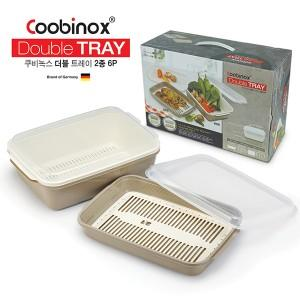 Coobinox®
Double TRAY
쿠비녹스 더블 트레이 2종 6P
Brand of Germany
Coobinox®
Double TRAY